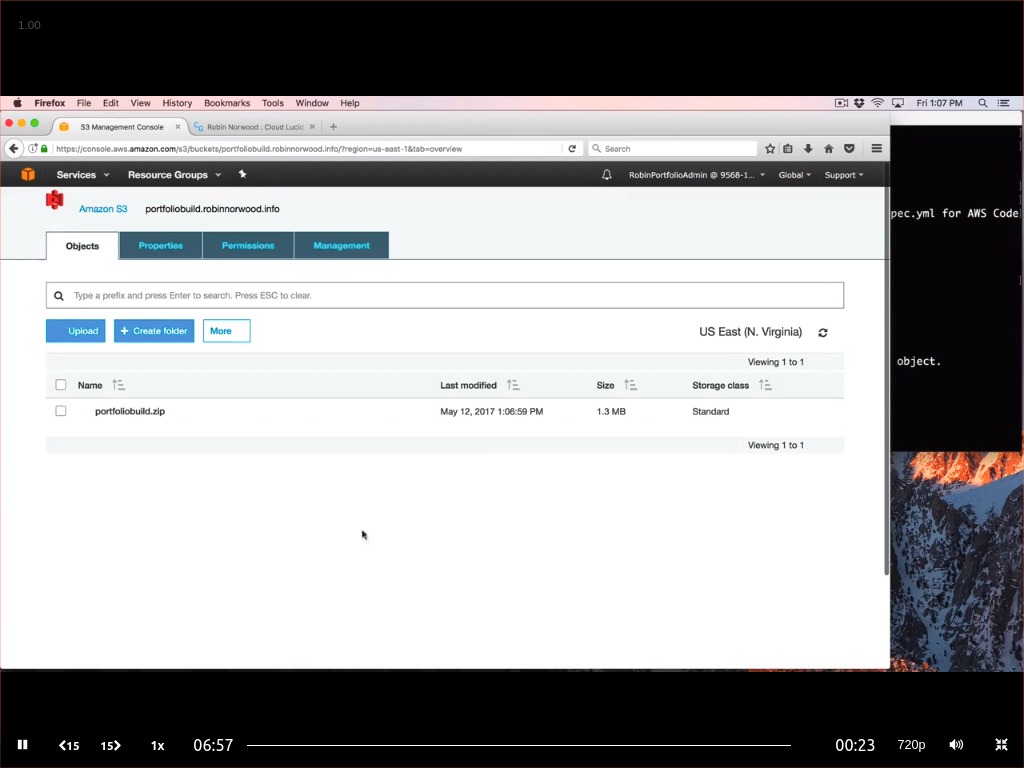 1.00
Firefox File Edit View History Bookmarks Tools Window Help Fri 1:07 PM
S3 Management Console Robin Norwood : Cloud Lucid
https://console.aws.amazon.com/s3/buckets/portfoliobuild.robinnorwood.info/?region=us-east-1&tab=overview Search
Services Resource Groups RobinPortfolioAdmin @ 9568-1... Global Support
Amazon S3 portfoliobuild.robinnorwood.info
pec.yml for AWS Code
Objects Properties Permissions Management
Type a prefix and press Enter to search. Press ESC to clear.
Upload + Create folder More US East (N. Virginia)
Viewing 1 to 1
object.
Name Last modified Size Storage class
portfoliobuild.zip May 12, 2017 1:06:59 PM 1.3 MB Standard
Viewing 1 to 1
15 15 1x 06:57 00:23 720p